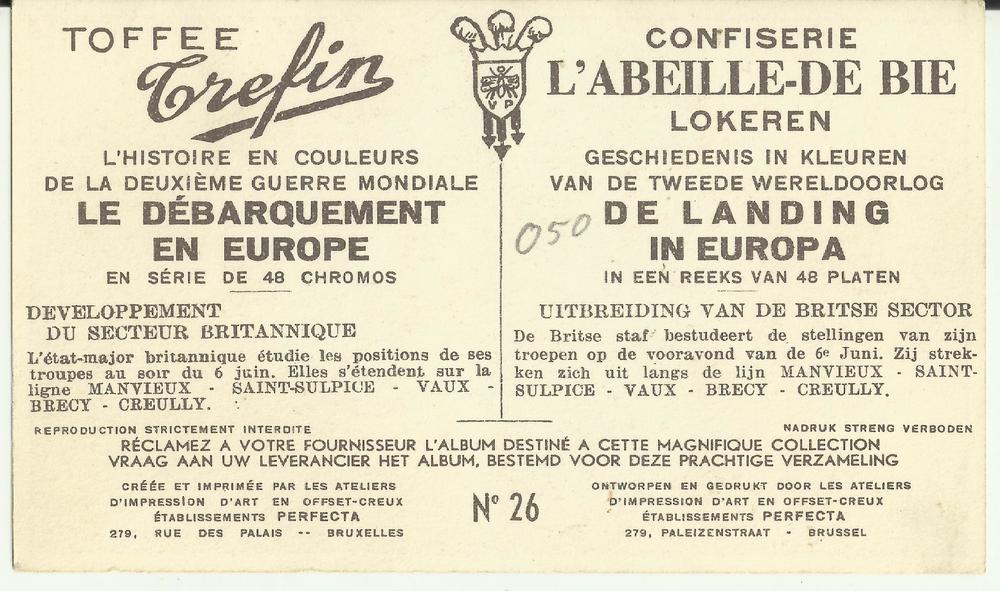 TOFFEE
Trefin
L'HISTOIRE EN COULEURS
DE LA DEUXIÈME GUERRE MONDIALE
LE DÉBARQUEMENT
EN EUROPE
EN SÉRIE DE 48 CHROMOS
DEVELOPPEMENT
DU SECTEUR BRITANNIQUE
L'état-major britannique étudie les positions de ses
troupes au soir du 6 juin. Elles s'étendent sur la
ligne MANVIEUX - SAINT-SULPICE - VAUX -
BRECY - CREULLY.
REPRODUCTION STRICTEMENT INTERDITE
V P
CONFISERIE
L'ABEILLE-DE BIE
LOKEREN
GESCHIEDENIS IN KLEUREN
VAN DE TWEEDE WERELDOORLOG
050
DE LANDING
IN EUROPA
IN EEN REEKS VAN 48 PLATEN
UITBREIDING VAN DE BRITSE SECTOR
De Britse staf bestudeert de stellingen van zijn
troepen op de vooravond van de 6e Juni. Zij strek-
ken zich uit langs de lijn MANVIEUX - SAINT-
SULPICE - VAUX - BRECY - CREULLY.
NADRUK STRENG VERBODEN
RÉCLAMEZ A VOTRE FOURNISSEUR L'ALBUM DESTINÉ A CETTE MAGNIFIQUE COLLECTION
VRAAG AAN UW LEVERANCIER HET ALBUM, BESTEMD VOOR DEZE PRACHTIGE VERZAMELING
CRÉÉE ET IMPRIMÉE PAR LES ATELIERS
D'IMPRESSION D'ART EN OFFSET-CREUX
ÉTABLISSEMENTS PERFECTA
279, RUE DES PALAIS -- BRUXELLES
Nº 26
ONTWORPEN EN GEDRUKT DOOR LES ATELIERS
D'IMPRESSION D'ART EN OFFSET-CREUX
ÉTABLISSEMENTS PERFECTA
279, PALEIZENSTRAAT - BRUSSEL